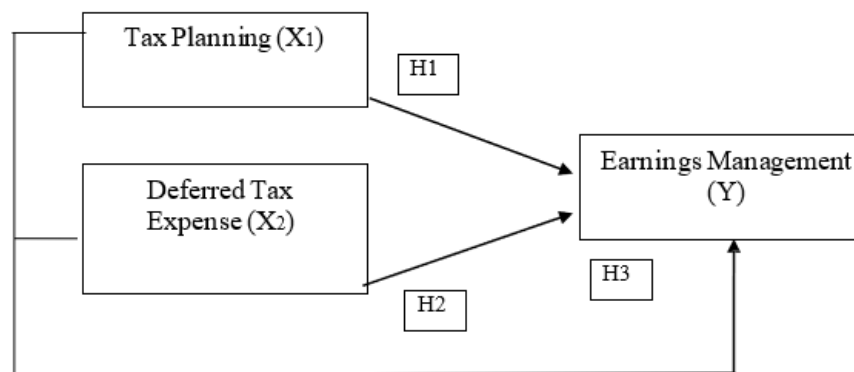 Tax Planning (X1)
H1
Earnings Management
(Y)
Deferred Tax
Expense (X2)
H3
H2